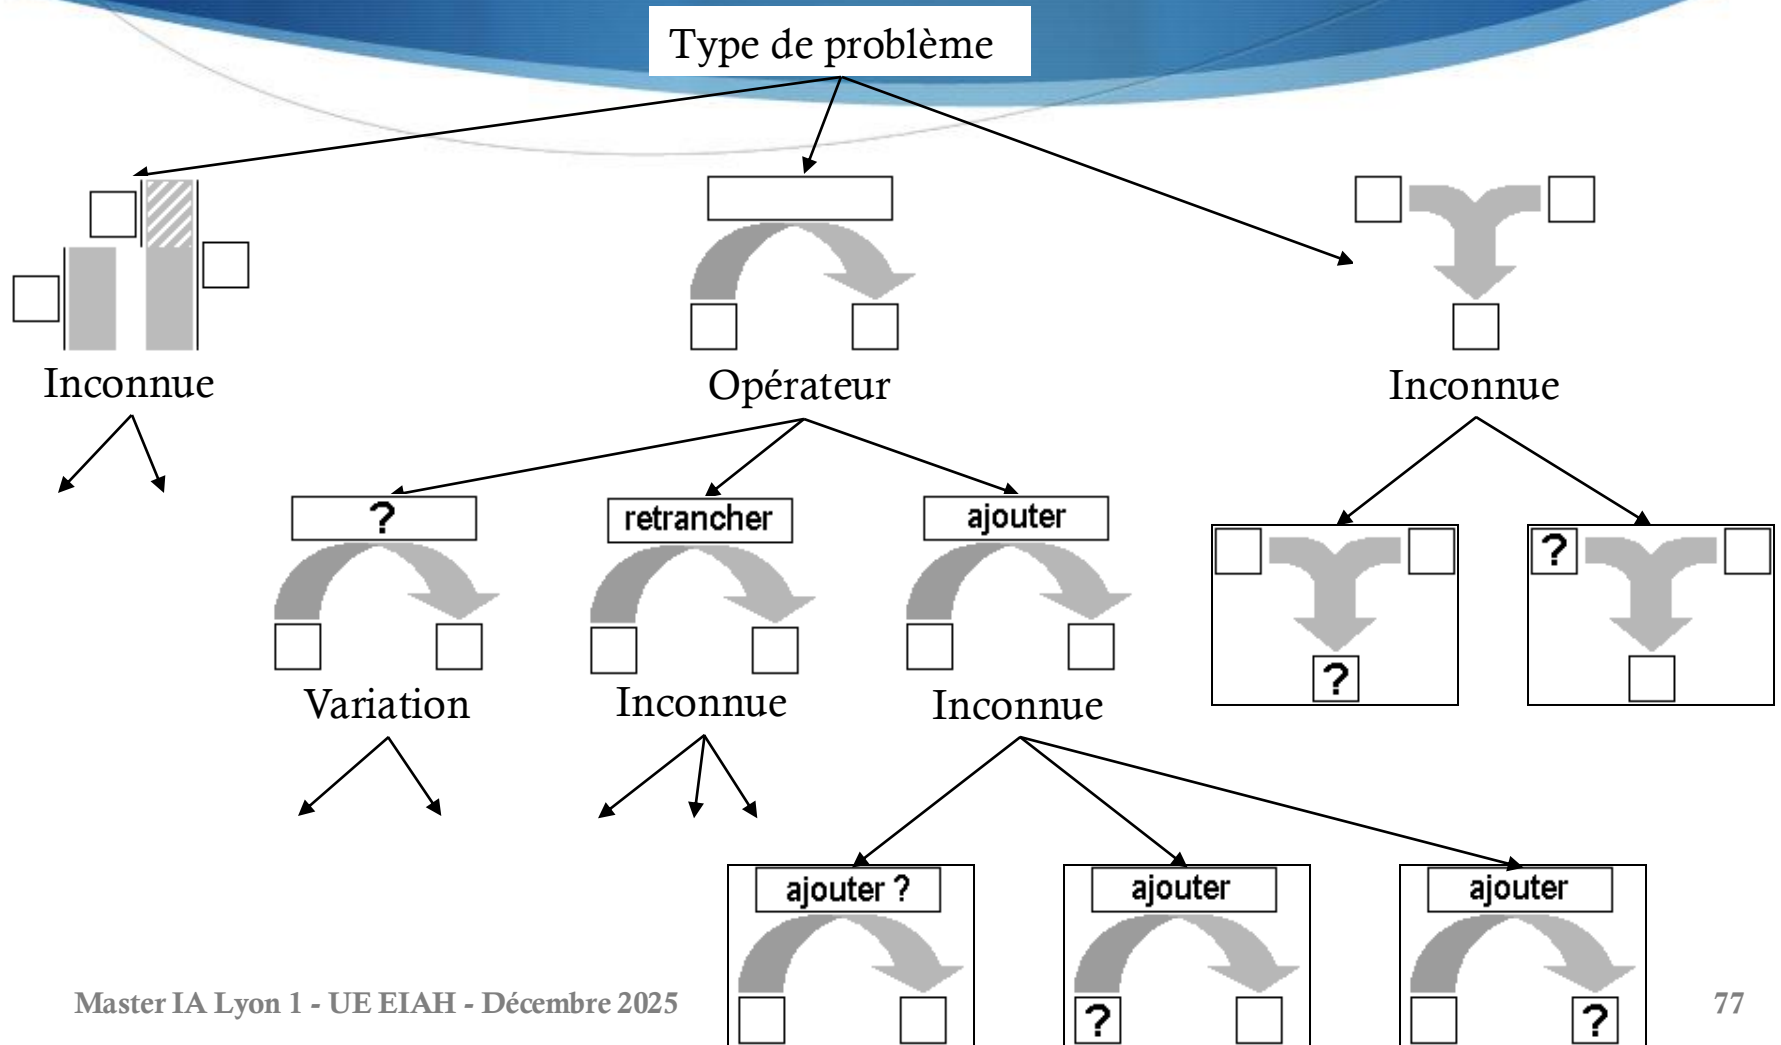 Type de problème
Inconnue
Opérateur
Inconnue
?
retrancher
ajouter
?
?
Variation
Inconnue
Inconnue
ajouter ?
ajouter
ajouter
?
?
Master IA Lyon 1 - UE EIAH - Décembre 2025
77